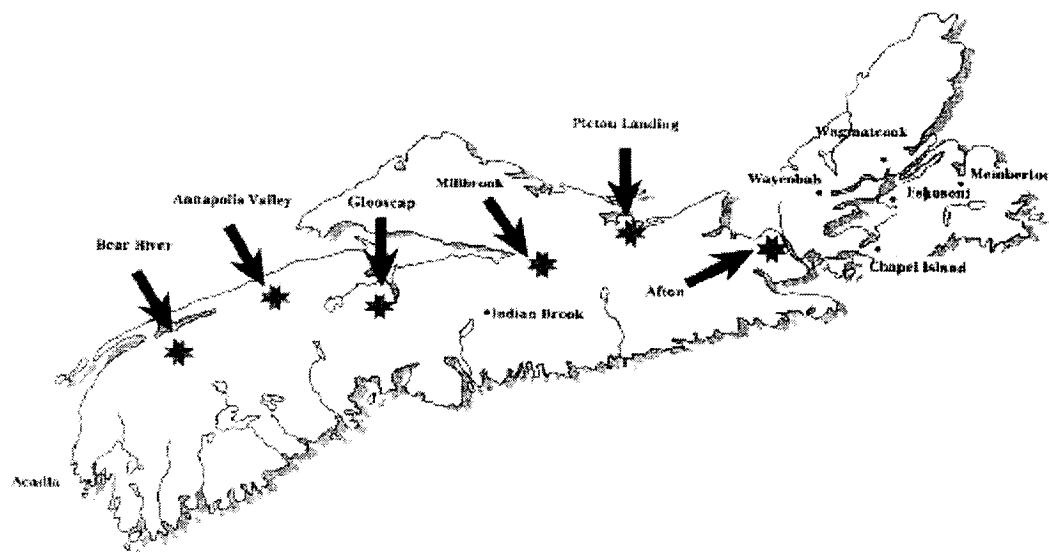 Pictou Landing
Wagmatcook
Millbrook
Waycobah
Membertou
Annapolis Valley
Glooscap
Eskasoni
Bear River
Chapel Island
Afton
Indian Brook
Acadia